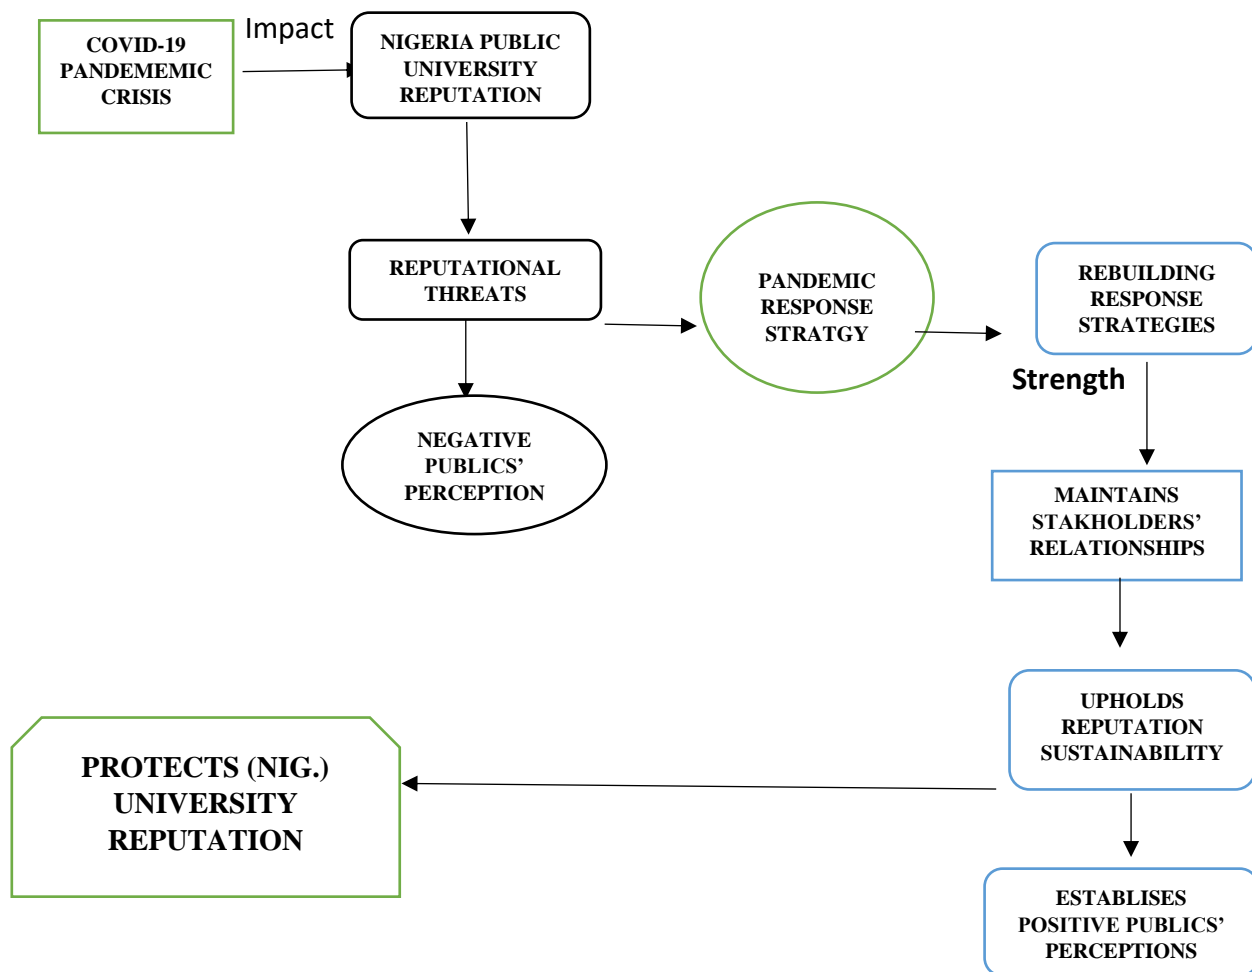 COVID-19
PANDEMEMIC
CRISIS
Impact
NIGERIA PUBLIC
UNIVERSITY
REPUTATION
REPUTATIONAL
THREATS
PANDEMIC
RESPONSE
STRATGY
REBUILDING
RESPONSE
STRATEGIES
Strength
NEGATIVE
PUBLICS’
PERCEPTION
MAINTAINS
STAKHOLDERS’
RELATIONSHIPS
UPHOLDS
REPUTATION
SUSTAINABILITY
PROTECTS (NIG.)
UNIVERSITY
REPUTATION
ESTABLISES
POSITIVE PUBLICS’
PERCEPTIONS